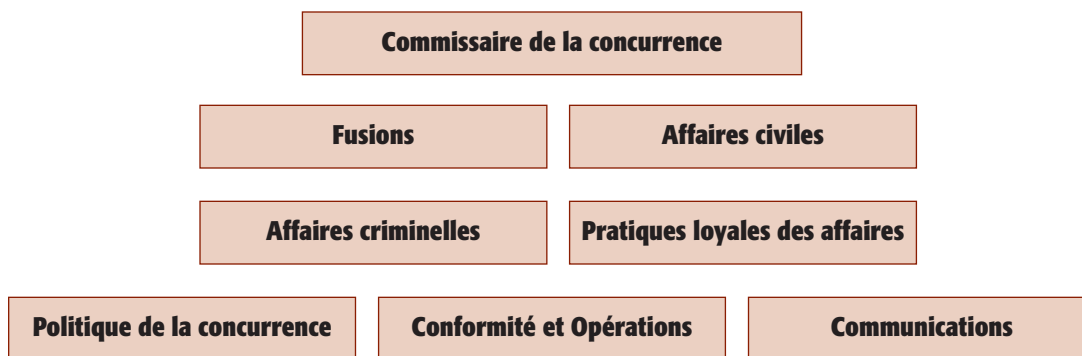 Commissaire de la concurrence
Fusions
Affaires civiles
Affaires criminelles
Pratiques loyales des affaires
Politique de la concurrence
Conformité et Opérations
Communications